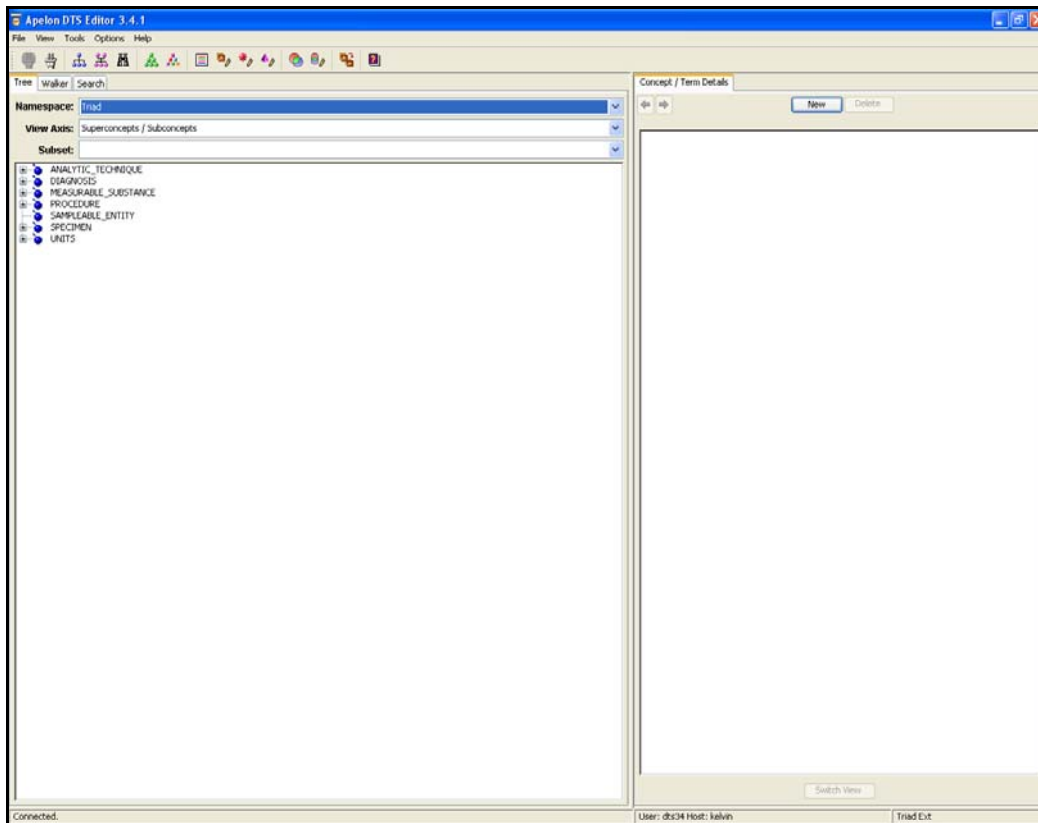 Apelon DTS Editor 3.4.1
File View Tools Options Help
Tree Walker Search
Namespace: Triad
View Axis: Superconcepts / Subconcepts
Subset:
ANALYTIC_TECHNIQUE
DIAGNOSIS
MEASURABLE_SUBSTANCE
PROCEDURE
SAMPLEABLE_ENTITY
SPECIMEN
UNITS
Concept / Term Details
New Delete
Switch View
Connected. User: dts34 Host: kelvin Triad Ext